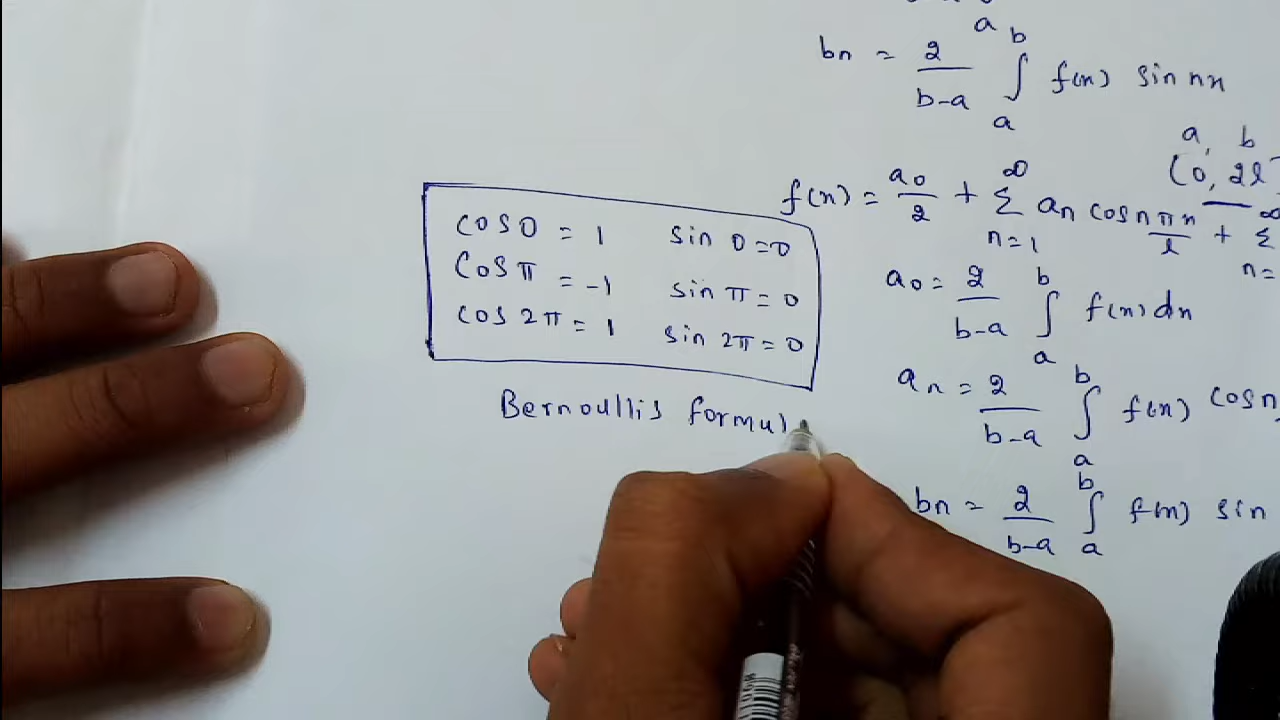 cos 0 = 1 sin 0 = 0
cos π = -1 sin π = 0
cos 2π = 1 sin 2π = 0
Bernoullis formul
a
bn = 2/b-a ∫ₐᵇ f(x) sin nx
a, b
(0, 2l
f(x) = a0/2 + Σ n=1 ∞ an cos nπx/l + Σ n= ∞
a0 = 2/b-a ∫ₐᵇ f(x) dx
an = 2/b-a ∫ₐᵇ f(x) cos n
bn = 2/b-a ∫ₐᵇ f(x) sin